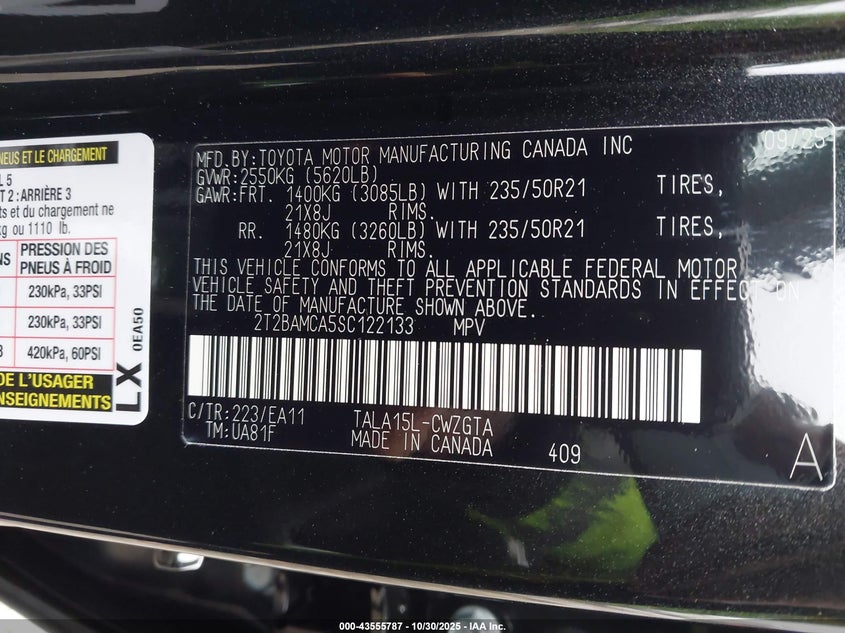 NEUS ET LE CHARGEMENT
L 5
T 2 : ARRIÈRE 3
ts et du chargement ne
kg ou 1110 lb.
NS PRESSION DES PNEUS À FROID
230kPa, 33PSI
230kPa, 33PSI
B 420kPa, 60PSI
DE L'USAGER
ENSEIGNEMENTS
LX
0EA50
09/25
MFD.BY:TOYOTA MOTOR MANUFACTURING CANADA INC
GVWR:2550KG (5620LB)
GAWR:FRT. 1400KG (3085LB) WITH 235/50R21 TIRES,
21X8J RIMS.
RR. 1480KG (3260LB) WITH 235/50R21 TIRES,
21X8J RIMS.
THIS VEHICLE CONFORMS TO ALL APPLICABLE FEDERAL MOTOR
VEHICLE SAFETY AND THEFT PREVENTION STANDARDS IN EFFECT ON
THE DATE OF MANUFACTURE SHOWN ABOVE.
2T2BAMCA5SC122133 MPV
C/TR:223/EA11 TALA15L-CWZGTA
TM:UA81F MADE IN CANADA 409
A
000-43555787 - 10/30/2025 - IAA Inc.